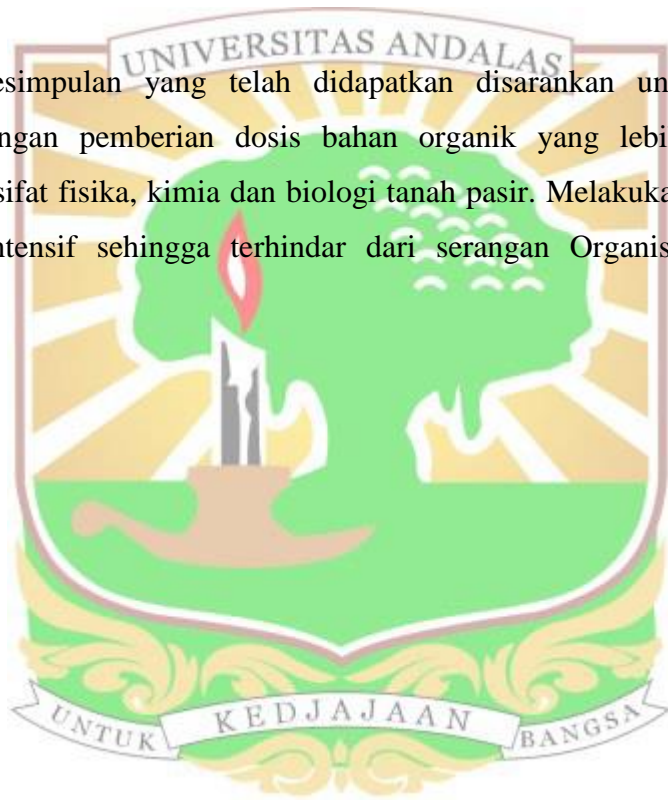 UNIVERSITAS ANDALAS
esimpulan yang telah didapatkan disarankan un
ngan pemberian dosis bahan organik yang lebi
sifat fisika, kimia dan biologi tanah pasir. Melakuka
ntensif sehingga terhindar dari serangan Organis
UNTUK KEDJAJAAN BANGSA